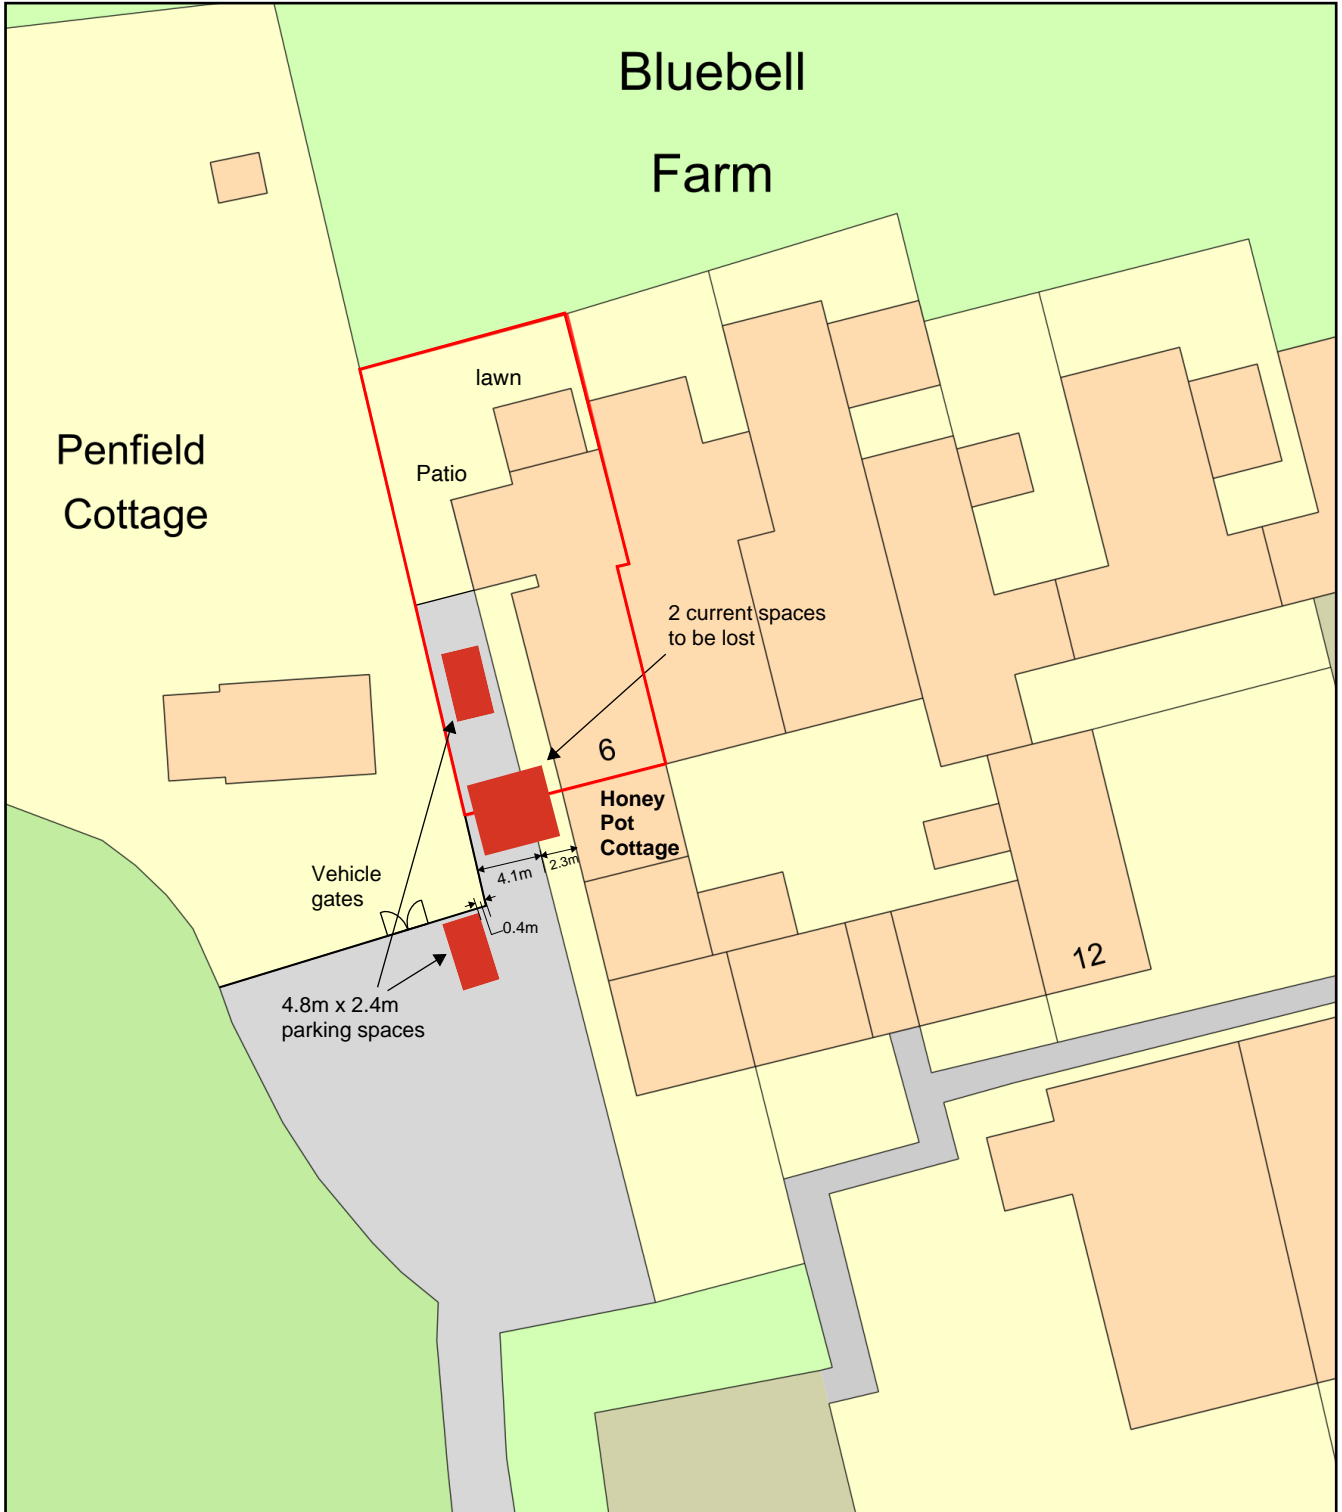 Bluebell
Farm
lawn
Penfield
Cottage
Patio
2 current spaces
to be lost
6
Honey
Pot
Cottage
2.3m
4.1m
Vehicle
gates
0.4m
12
4.8m x 2.4m
parking spaces